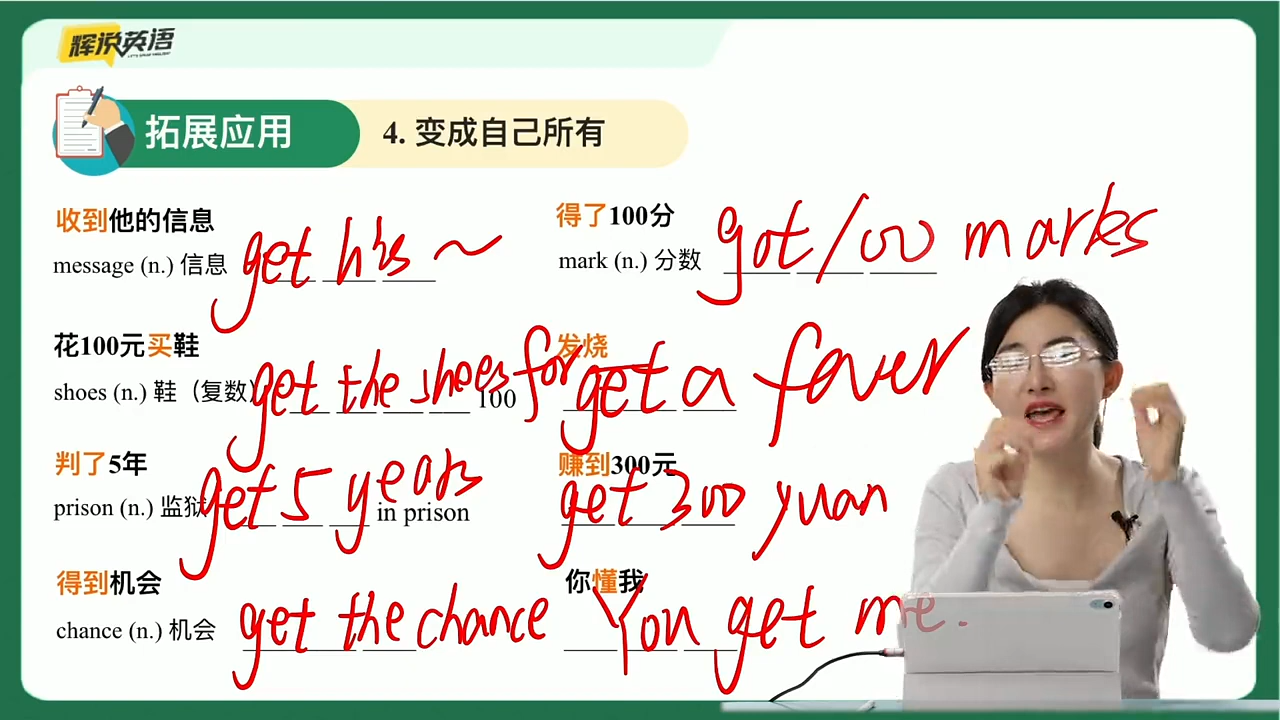 辉说英语
拓展应用
4. 变成自己所有
收到他的信息
message (n.) 信息
get his ～
得了100分
mark (n.) 分数
got 100 marks
花100元买鞋
shoes (n.) 鞋（复数）
get the shoes for 100
发烧
get a fever
判了5年
prison (n.) 监狱
get 5 years in prison
赚到300元
get 300 yuan
得到机会
chance (n.) 机会
get the chance
你懂我
You get me.